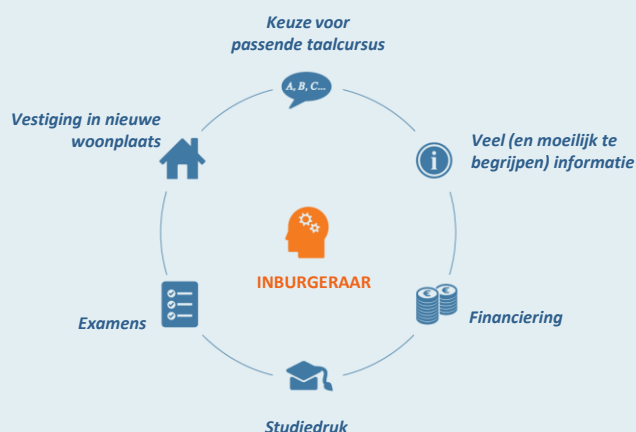 Keuze voor
passende taalcursus
A, B, C...
Vestiging in nieuwe
woonplaats
Veel (en moeilijk te
begrijpen) informatie
i
INBURGERAAR
€ €
Examens
Financiering
Studiedruk